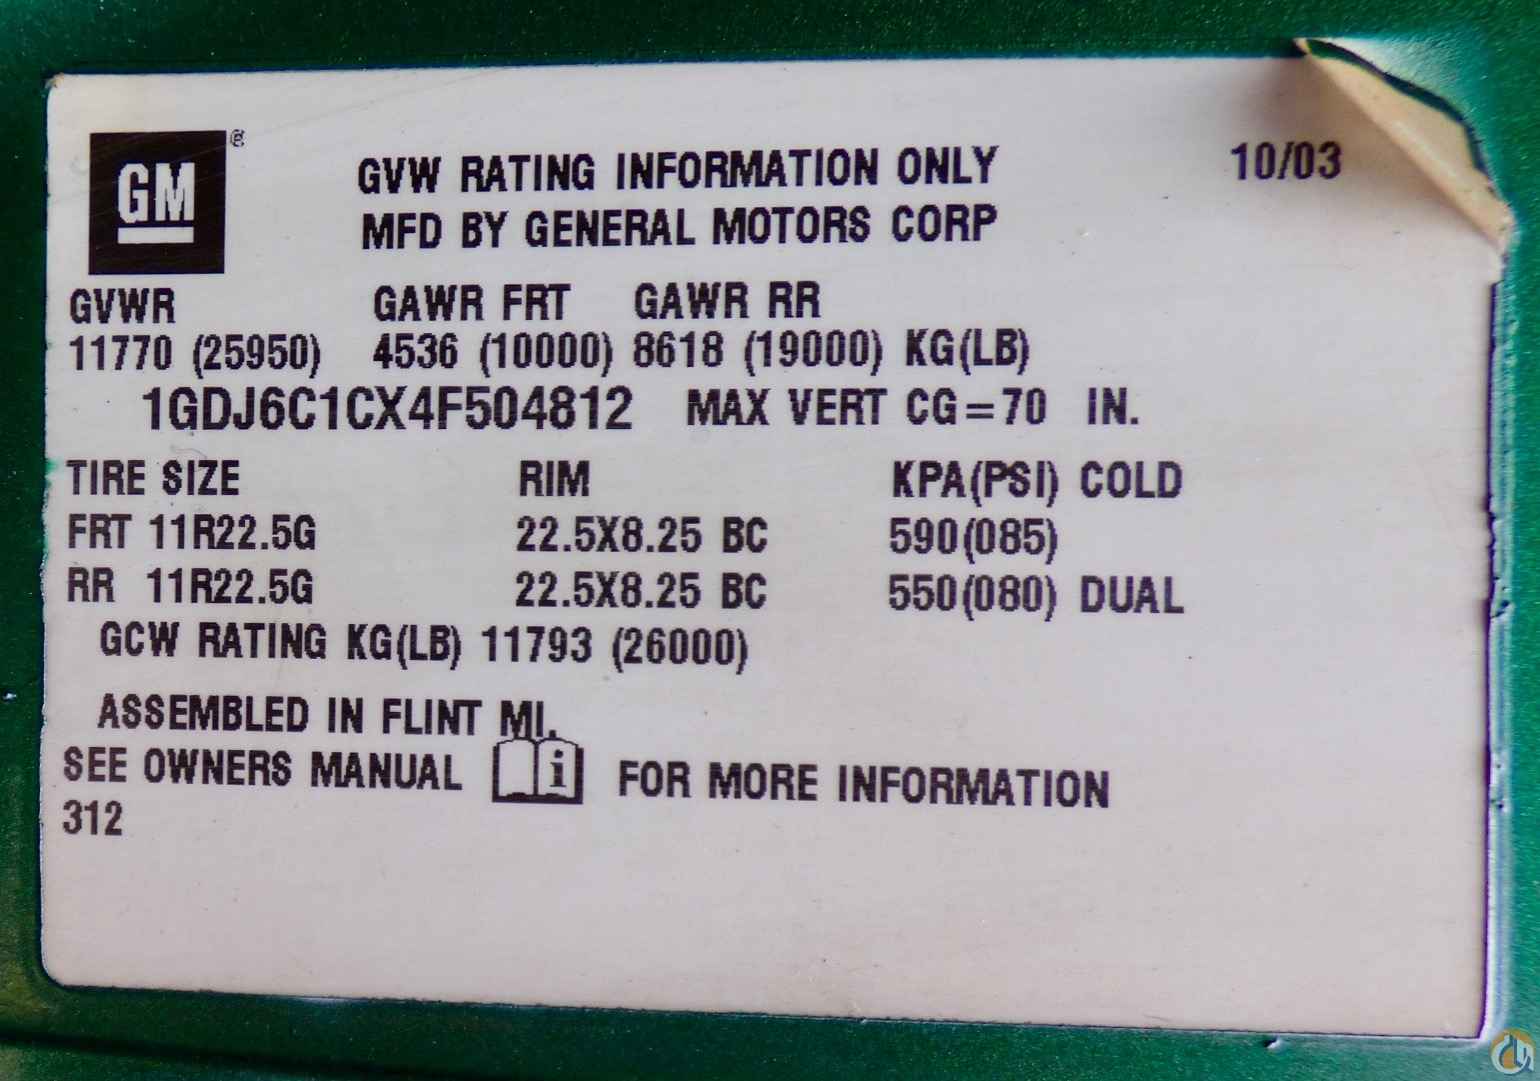 GM®
GVW RATING INFORMATION ONLY 10/03
MFD BY GENERAL MOTORS CORP
GVWR GAWR FRT GAWR RR
11770 (25950) 4536 (10000) 8618 (19000) KG(LB)
1GDJ6C1CX4F504812 MAX VERT CG=70 IN.
TIRE SIZE RIM KPA(PSI) COLD
FRT 11R22.5G 22.5X8.25 BC 590(085)
RR 11R22.5G 22.5X8.25 BC 550(080) DUAL
GCW RATING KG(LB) 11793 (26000)
ASSEMBLED IN FLINT MI.
SEE OWNERS MANUAL i FOR MORE INFORMATION
312